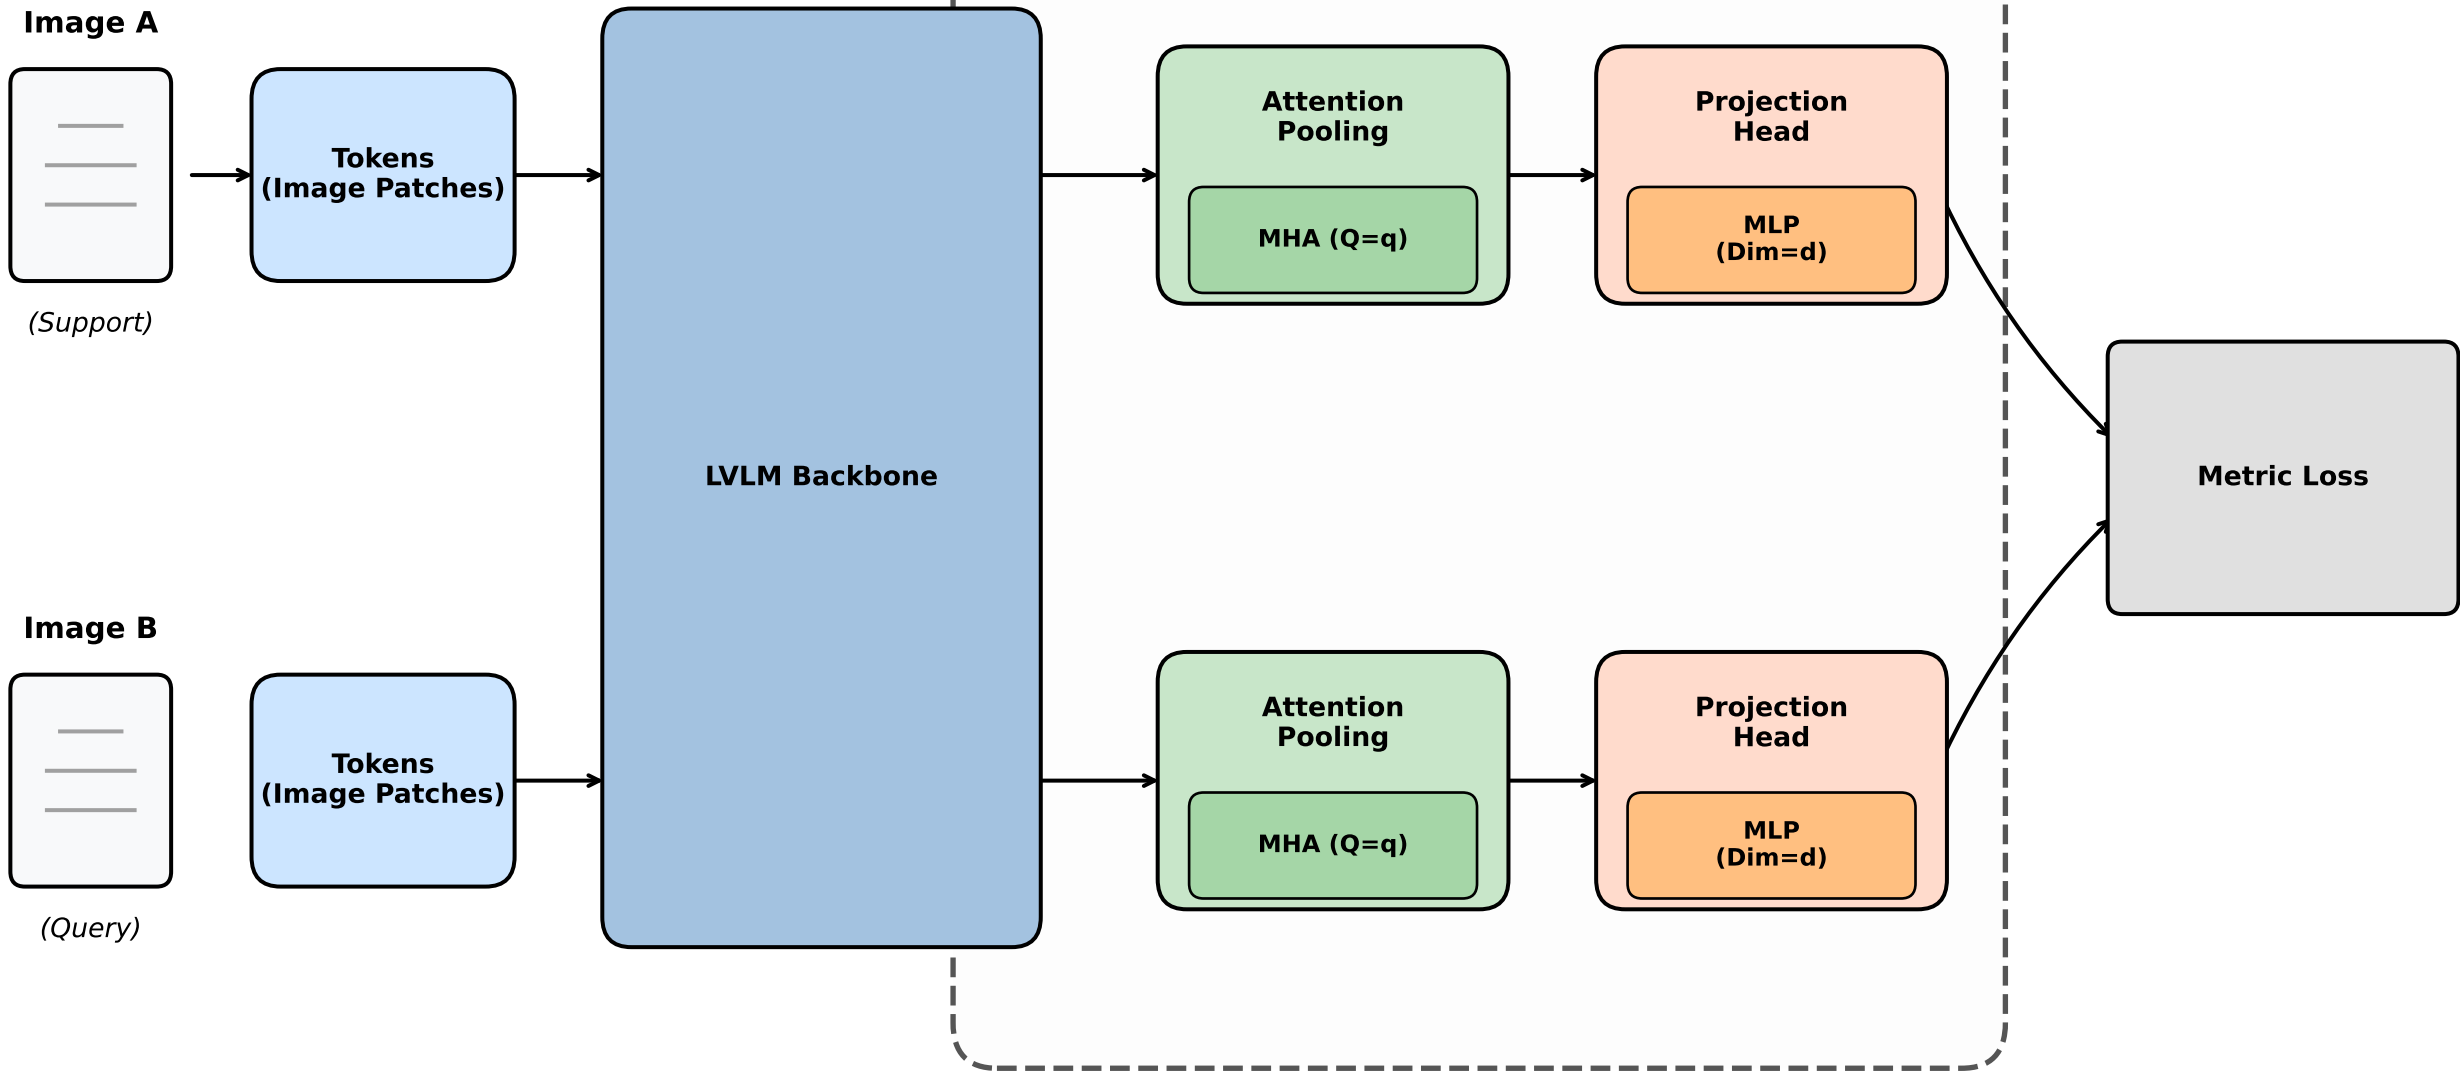 Image A
(Support)
Tokens
(Image Patches)
LVLM Backbone
Attention
Pooling
MHA (Q=q)
Projection
Head
MLP
(Dim=d)
Metric Loss
Image B
(Query)
Tokens
(Image Patches)
Attention
Pooling
MHA (Q=q)
Projection
Head
MLP
(Dim=d)